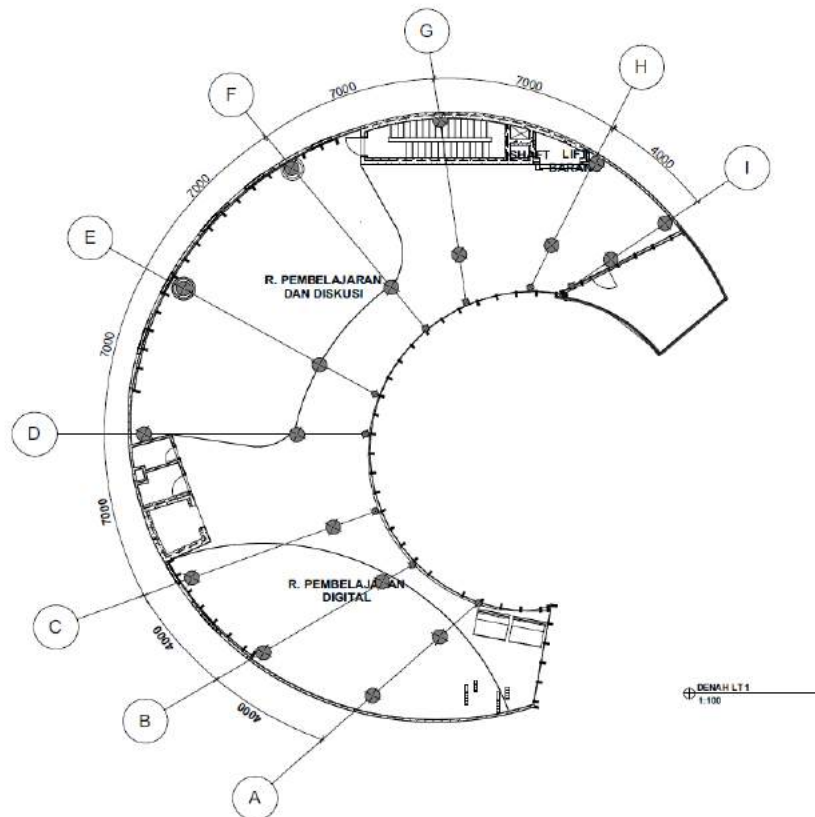 G
H
7000
7000
F
4000
SHAFT LIFT
BARAN
I
7000
E
R. PEMBELAJARAN
DAN DISKUSI
7000
D
7000
R. PEMBELAJARAN
DIGITAL
C
4000
4000
B
A
DENAH LT 1
1:100